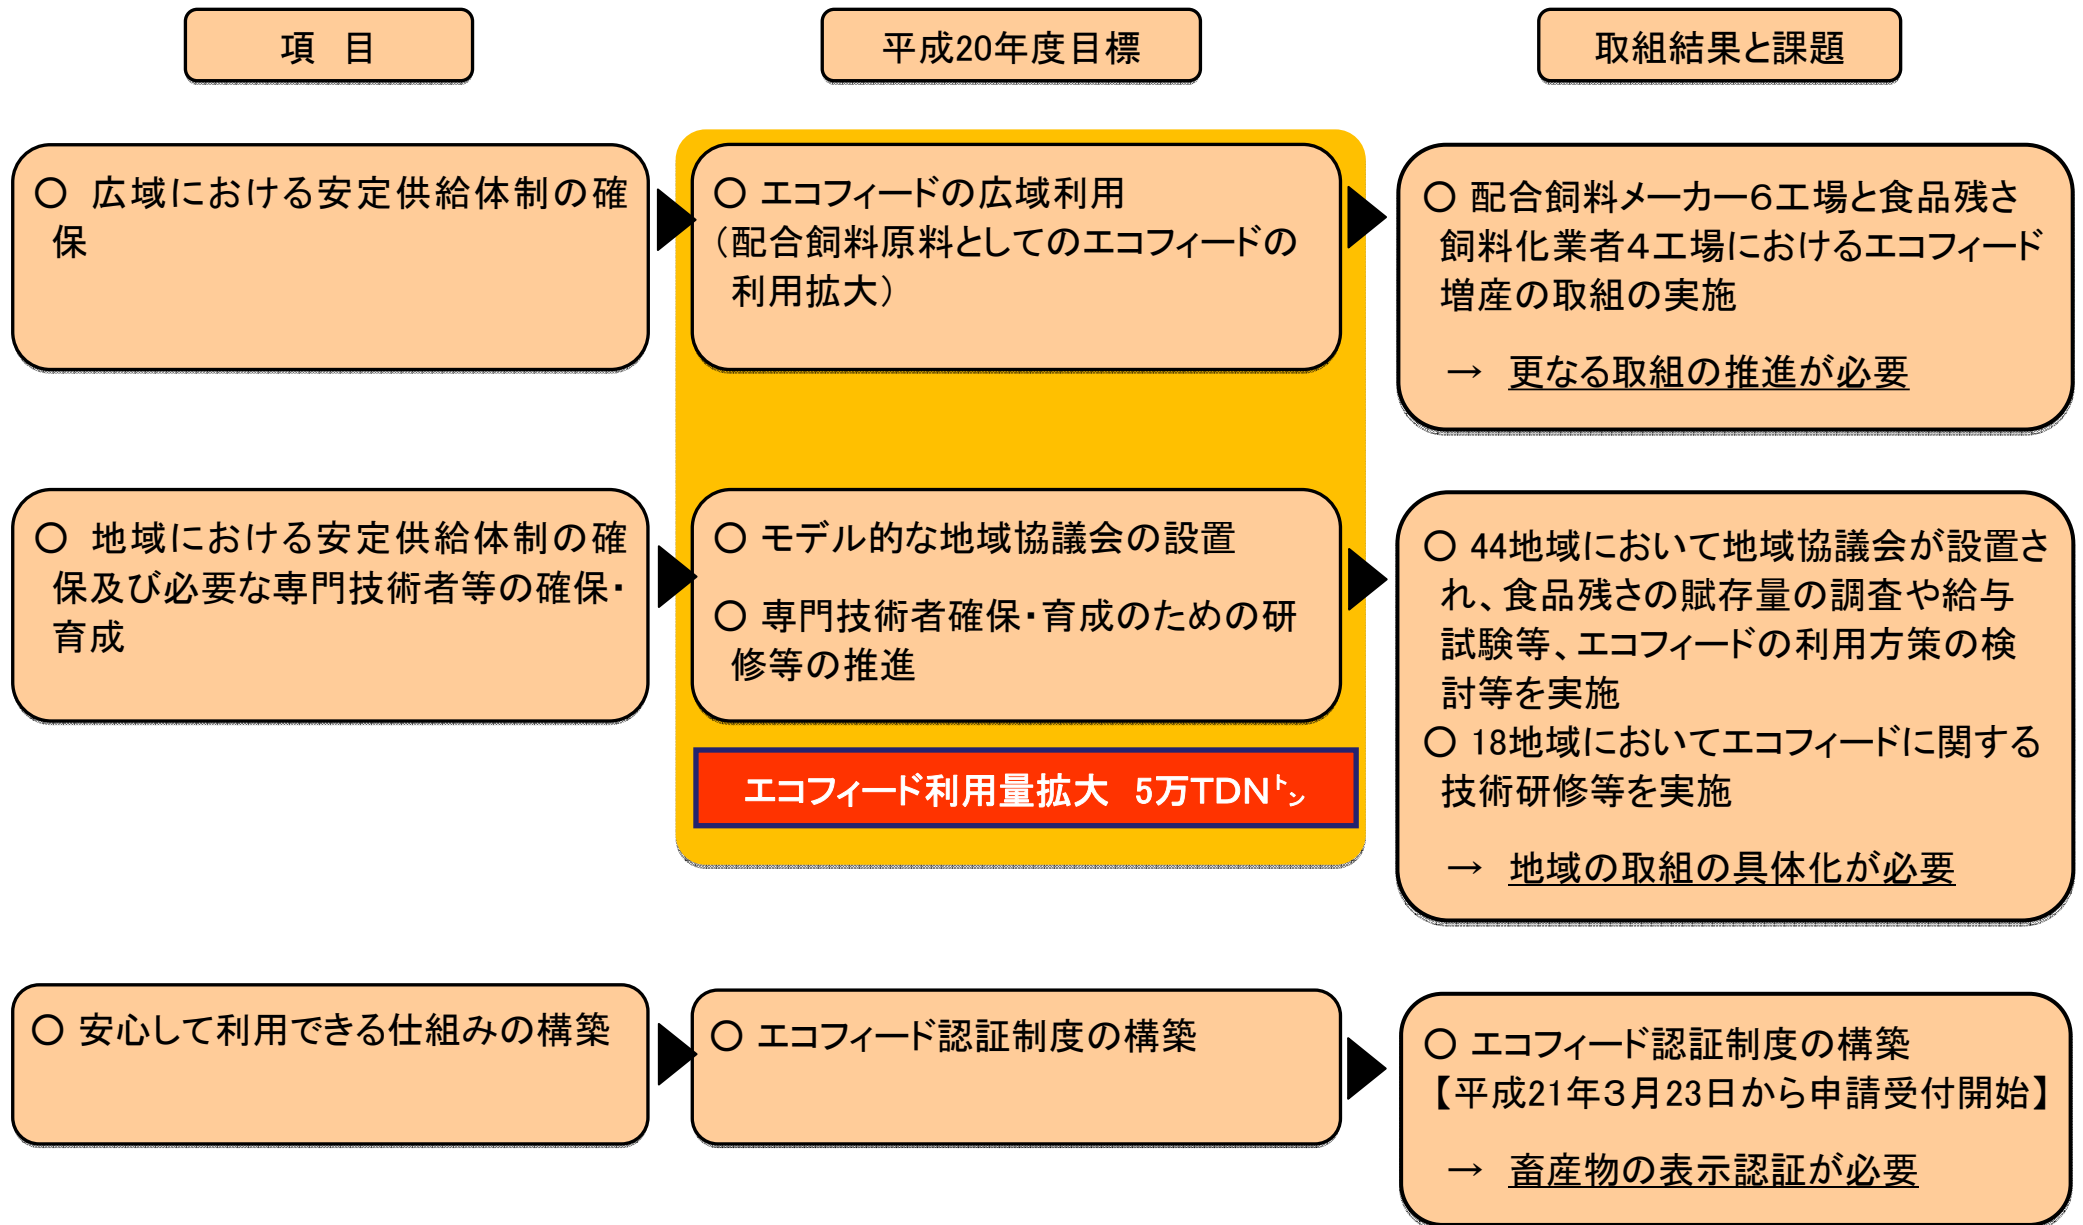 項　目
平成20年度目標
取組結果と課題
○ 広域における安定供給体制の確
保
○ エコフィードの広域利用
（配合飼料原料としてのエコフィードの
利用拡大）
○ 配合飼料メーカー６工場と食品残さ
飼料化業者４工場におけるエコフィード
増産の取組の実施
→ 更なる取組の推進が必要
○ 地域における安定供給体制の確
保及び必要な専門技術者等の確保・
育成
○ モデル的な地域協議会の設置
○ 専門技術者確保・育成のための研
修等の推進
エコフィード利用量拡大　5万TDNトン
○ 44地域において地域協議会が設置さ
れ、食品残さの賦存量の調査や給与
試験等、エコフィードの利用方策の検
討等を実施
○ 18地域においてエコフィードに関する
技術研修等を実施
→ 地域の取組の具体化が必要
○ 安心して利用できる仕組みの構築
○ エコフィード認証制度の構築
○ エコフィード認証制度の構築
【平成21年３月23日から申請受付開始】
→ 畜産物の表示認証が必要